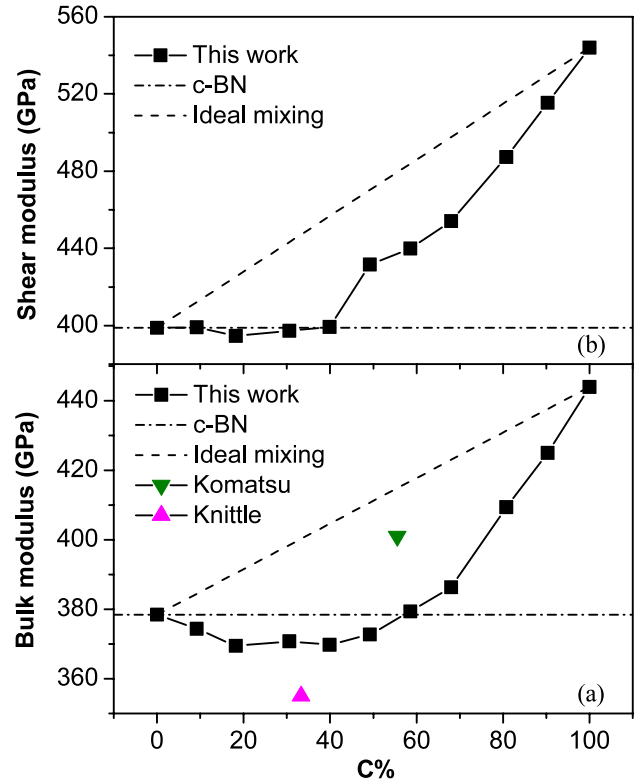 560
520
480
440
400
Shear modulus (GPa)
This work
c-BN
Ideal mixing
(b)
440
420
400
380
360
Bulk modulus (GPa)
This work
c-BN
Ideal mixing
Komatsu
Knittle
(a)
0 20 40 60 80 100
C%